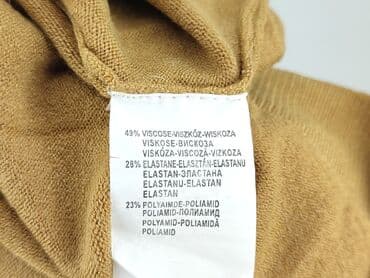 49% VISCOSE-VISZKÓZ-WISKOZA
VISKOSE-ВИСКОЗА
VISKÓZA-VISCOZĂ-VIZKOZA
28% ELASTANE-ELASZTÁN-ELASTANU
ELASTAN-ЭЛАСТАНА
ELASTANU-ELASTAN
ELASTAN
23% POLYAIMDE-POLIAMID
POLIAMID-ПОЛИАМИД
POLYAMID-POLIAMIDĂ
POLIAMID